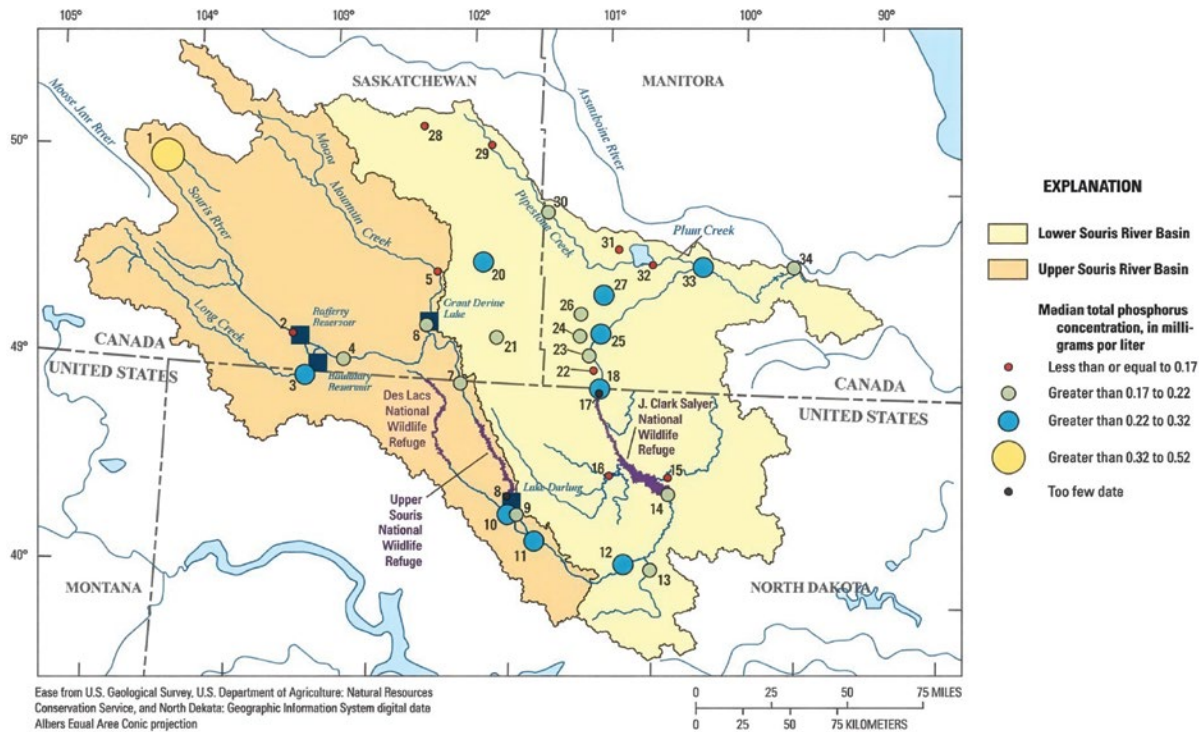 105°
104°
103°
102°
101°
100°
90°
SASKATCHEWAN
MANITORA
Moose Jaw River
Assuiboine River
50°
1
28
Moose
Mountain Creek
29
Souris River
Pipestone Creek
30
Plum Creek
31
32
33
34
5
20
27
26
Long Creek
2
Rafferty
Reservoir
Grant Derine
Lake
6
24
25
21
23
49°
CANADA
UNITED STATES
4
22
3
Boundary
Reservoir
7
18
17
CANADA
UNITED STATES
Des Lacs
National
Wildlife
Refuge
J. Clark Salyer
National
Wildlife
Refuge
16
15
8
Lake Darlug
14
Upper
Souris
National
Wiidlife
Refuge
9
10
11
12
13
40°
MONTANA
NORTH DAKOTA
EXPLANATION
Lower Souris River Basin
Upper Souris River Basin
Median total phosphorus
concentration, in milli-
grams por liter
Less than or equal to 0.17
Greater than 0.17 to 0.22
Greater than 0.22 to 0.32
Greater than 0.32 to 0.52
Too few date
Ease from U.S. Geological Survey, U.S. Department of Agriculture: Natural Resources
Conservation Service, and North Dekata: Geographic Information System digital data
Albers Equal Area Conic projection
0 25 50 75 MILES
0 25 50 75 KILOMETERS